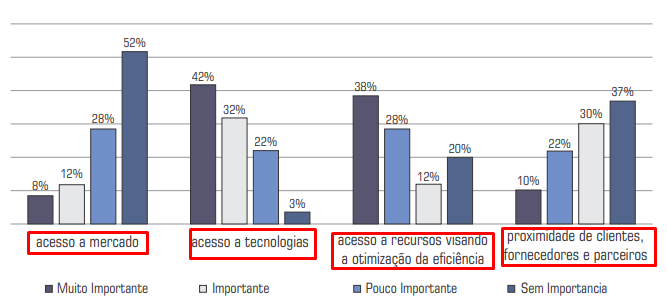 52%
42%
38%
37%
32%
30%
28%
28%
22%
22%
20%
12%
12%
10%
8%
3%
acesso a mercado
acesso a tecnologias
acesso a recursos visando
a otimização da eficiência
proximidade de clientes,
fornecedores e parceiros
Muito Importante
Importante
Pouco Importante
Sem Importancia